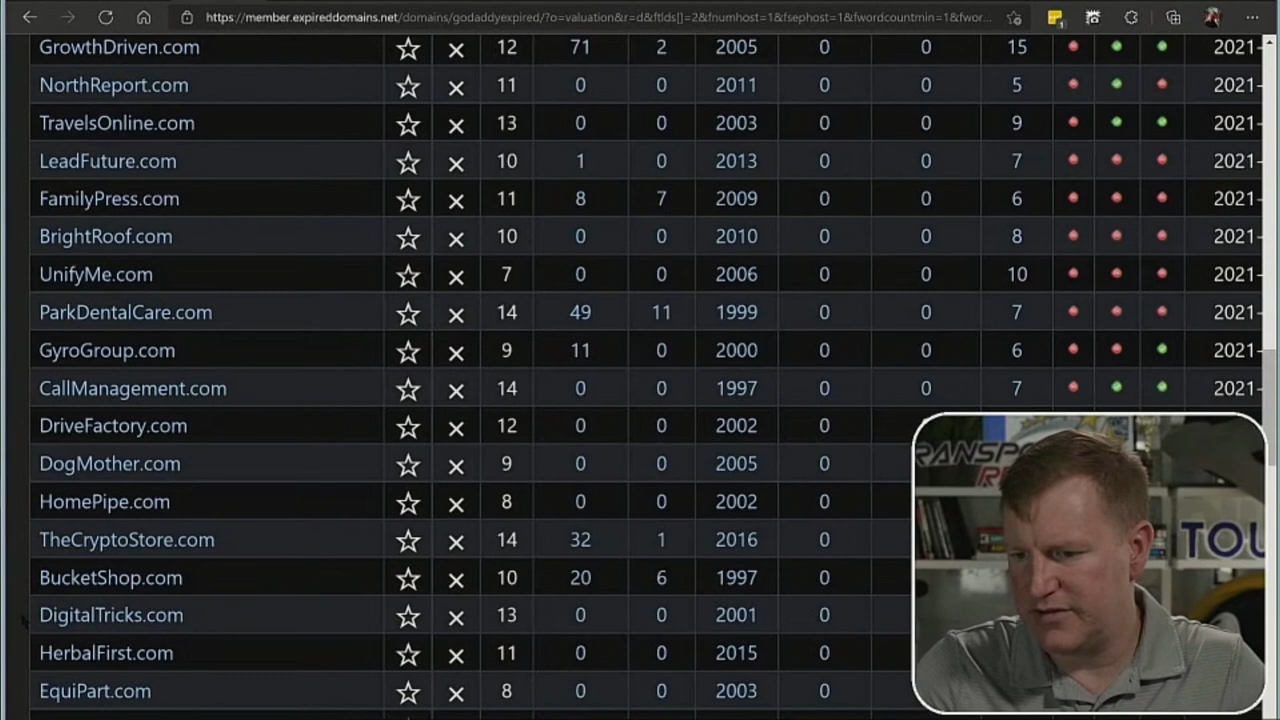 https://member.expireddomains.net/domains/godaddyexpired/?o=valuation&r=d&ftlds[]=2&fnumhost=1&fsephost=1&fwordcountmin=1&fwor...
GrowthDriven.com 12 71 2 2005 0 0 15 2021-
NorthReport.com 11 0 0 2011 0 0 5 2021-
TravelsOnline.com 13 0 0 2003 0 0 9 2021-
LeadFuture.com 10 1 0 2013 0 0 7 2021-
FamilyPress.com 11 8 7 2009 0 0 6 2021-
BrightRoof.com 10 0 0 2010 0 0 8 2021-
UnifyMe.com 7 0 0 2006 0 0 10 2021-
ParkDentalCare.com 14 49 11 1999 0 0 7 2021-
GyroGroup.com 9 11 0 2000 0 0 6 2021-
CallManagement.com 14 0 0 1997 0 0 7 2021-
DriveFactory.com 12 0 0 2002 0
DogMother.com 9 0 0 2005 0
HomePipe.com 8 0 0 2002 0
TheCryptoStore.com 14 32 1 2016 0
BucketShop.com 10 20 6 1997 0
DigitalTricks.com 13 0 0 2001 0
HerbalFirst.com 11 0 0 2015 0
EquiPart.com 8 0 0 2003 0
RANSPO
TOU